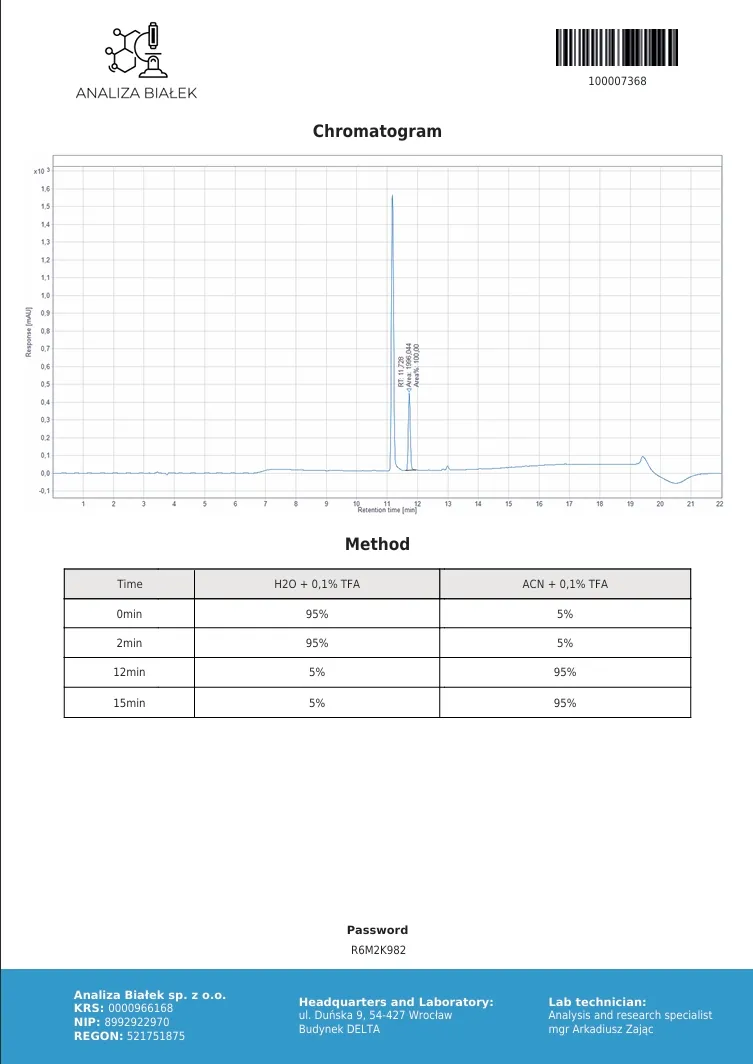 ANALIZA BIAŁEK
100007368
Chromatogram
x10 3
1,6
1,5
1,4
1,3
1,2
1,1
1,0
0,9
0,8
0,7
0,6
0,5
0,4
0,3
0,2
0,1
0,0
-0,1
Response [mAU]
RT: 11,728
Area: 1996,044
Area%: 100,00
1 2 3 4 5 6 7 8 9 10 11 12 13 14 15 16 17 18 19 20 21 22
Retention time [min]
Method
Time H2O + 0,1% TFA ACN + 0,1% TFA
0min 95% 5%
2min 95% 5%
12min 5% 95%
15min 5% 95%
Password
R6M2K982
Analiza Białek sp. z o.o.
KRS: 0000966168
NIP: 8992922970
REGON: 521751875
Headquarters and Laboratory:
ul. Duńska 9, 54-427 Wrocław
Budynek DELTA
Lab technician:
Analysis and research specialist
mgr Arkadiusz Zając